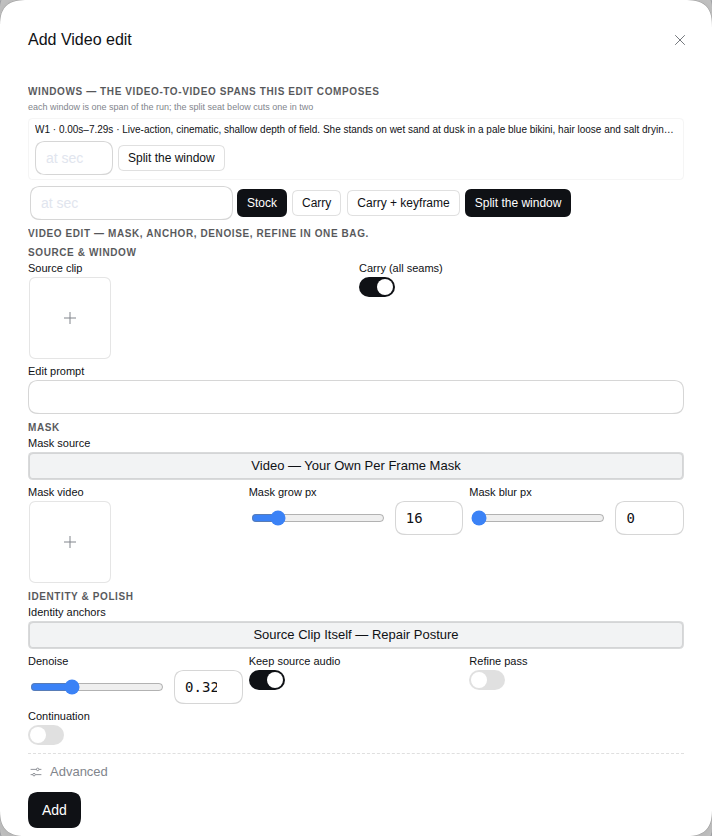 Add Video edit
WINDOWS — THE VIDEO-TO-VIDEO SPANS THIS EDIT COMPOSES
each window is one span of the run; the split seat below cuts one in two
W1 · 0.00s–7.29s · Live-action, cinematic, shallow depth of field. She stands on wet sand at dusk in a pale blue bikini, hair loose and salt dryin…
at sec
Split the window
at sec
Stock
Carry
Carry + keyframe
Split the window
VIDEO EDIT — MASK, ANCHOR, DENOISE, REFINE IN ONE BAG.
SOURCE & WINDOW
Source clip
Carry (all seams)
Edit prompt
MASK
Mask source
Video — Your Own Per Frame Mask
Mask video
Mask grow px
16
Mask blur px
0
IDENTITY & POLISH
Identity anchors
Source Clip Itself — Repair Posture
Denoise
0.32
Keep source audio
Refine pass
Continuation
Advanced
Add